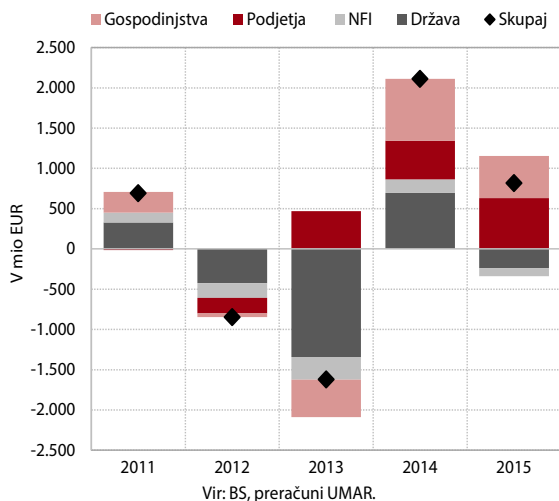 Gospodinjstva Podjetja NFI Država Skupaj
V mio EUR
2.500
2.000
1.500
1.000
500
0
-500
-1.000
-1.500
-2.000
-2.500
2011 2012 2013 2014 2015
Vir: BS, preračuni UMAR.